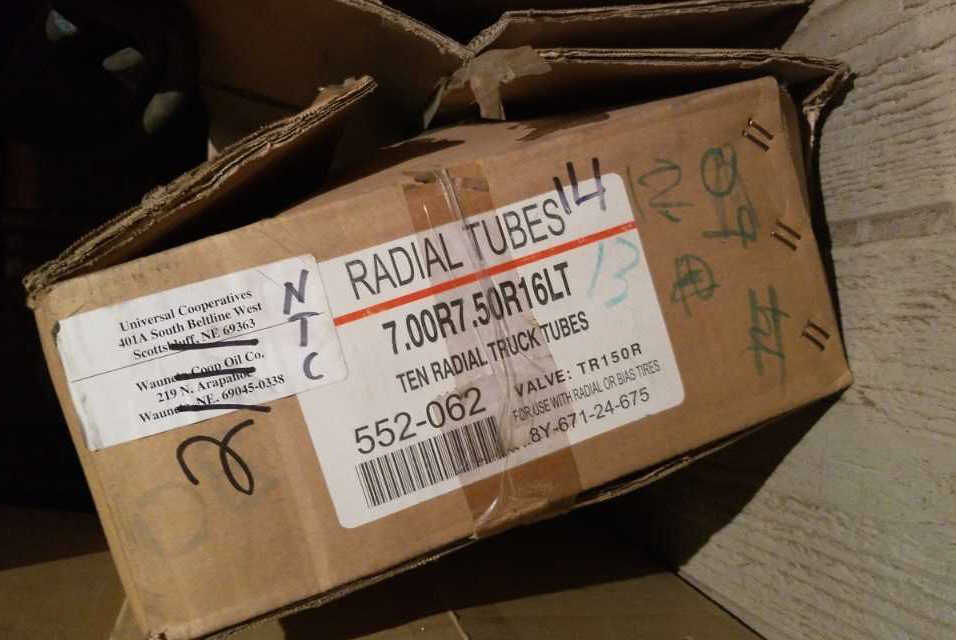 Universal Cooperatives
401A South Beltline West
Scottsbluff, NE 69363
Coop Oil Co.
219 N. Arapahoe
NE. 69045-0338
N
T
C
RADIAL TUBES
14
13
7.00R7.50R16LT
TEN RADIAL TRUCK TUBES
552-062
VALVE: TR150R
FOR USE WITH RADIAL OR BIAS TIRES
8Y-671-24-675